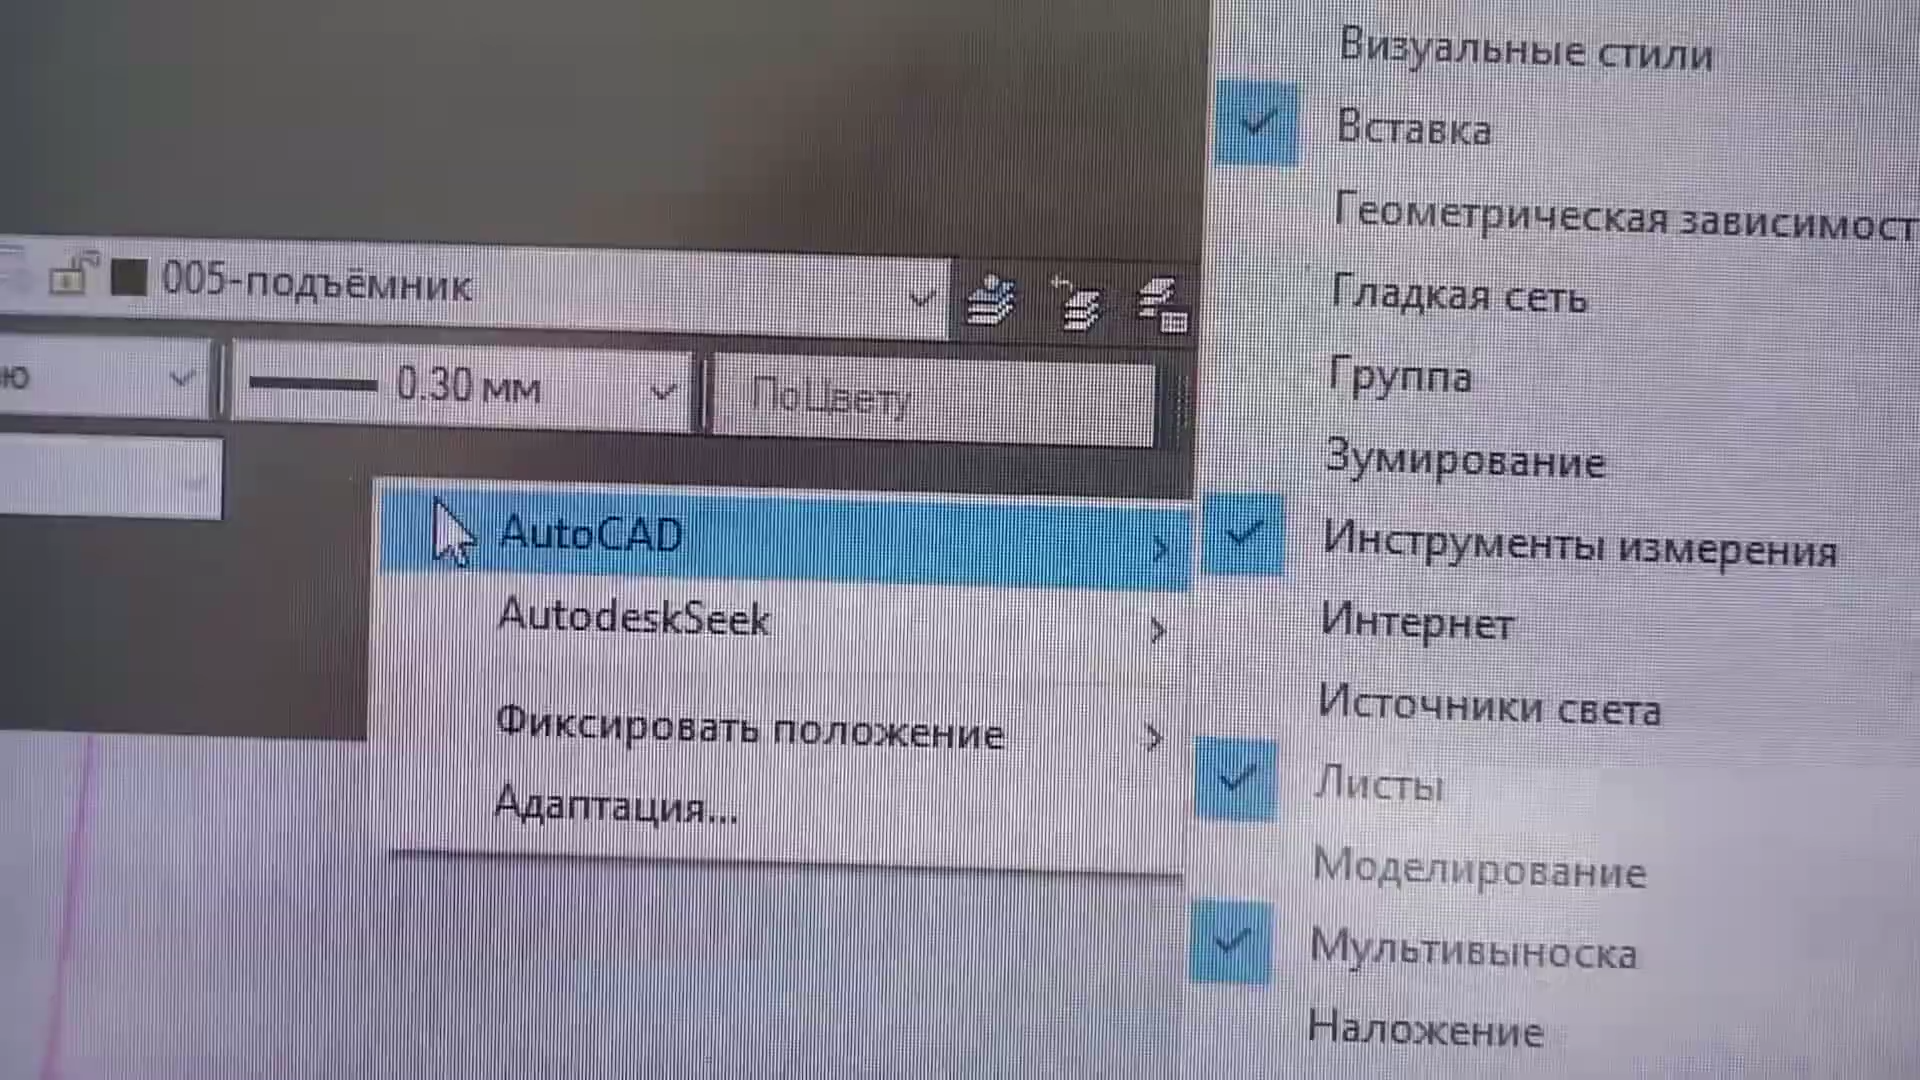 005-подъёмник
ю
0.30 мм
ПоЦвету
AutoCAD
AutodeskSeek
Фиксировать положение
Адаптация...
Визуальные стили
Вставка
Геометрическая зависимост
Гладкая сеть
Группа
Зумирование
Инструменты измерения
Интернет
Источники света
Листы
Моделирование
Мультивыноска
Наложение